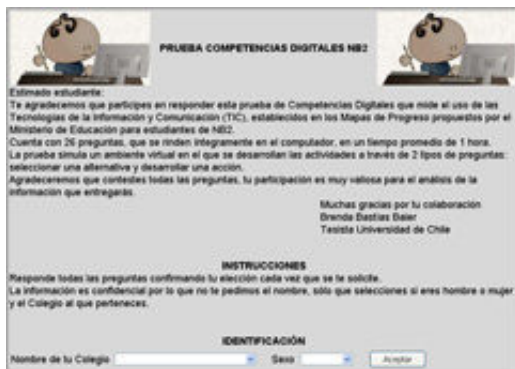 PRUEBA COMPETENCIAS DIGITALES NB2
Estimado estudiante:
Te agradecemos que participes en responder esta prueba de Competencias Digitales que mide el uso de las
Tecnologías de la Información y Comunicación (TIC), establecidos en los Mapas de Progreso propuestos por el
Ministerio de Educación para estudiantes de NB2.
Cuenta con 26 preguntas, que se rinden íntegramente en el computador, en un tiempo promedio de 1 hora.
La prueba simula un ambiente virtual en el que se desarrollan las actividades a través de 2 tipos de preguntas:
seleccionar una alternativa y desarrollar una acción.
Agradeceremos que contestes todas las preguntas, tu participación es muy valiosa para el análisis de la
información que entregarás.
Muchas gracias por tu colaboración
Brenda Bastías Baier
Tesista Universidad de Chile
INSTRUCCIONES
Responde todas las preguntas confirmando tu elección cada vez que se te solicite.
La información es confidencial por lo que no te pedimos el nombre, sólo que selecciones si eres hombre o mujer
y el Colegio al que perteneces.
IDENTIFICACIÓN
Nombre de tu Colegio Sexo Aceptar